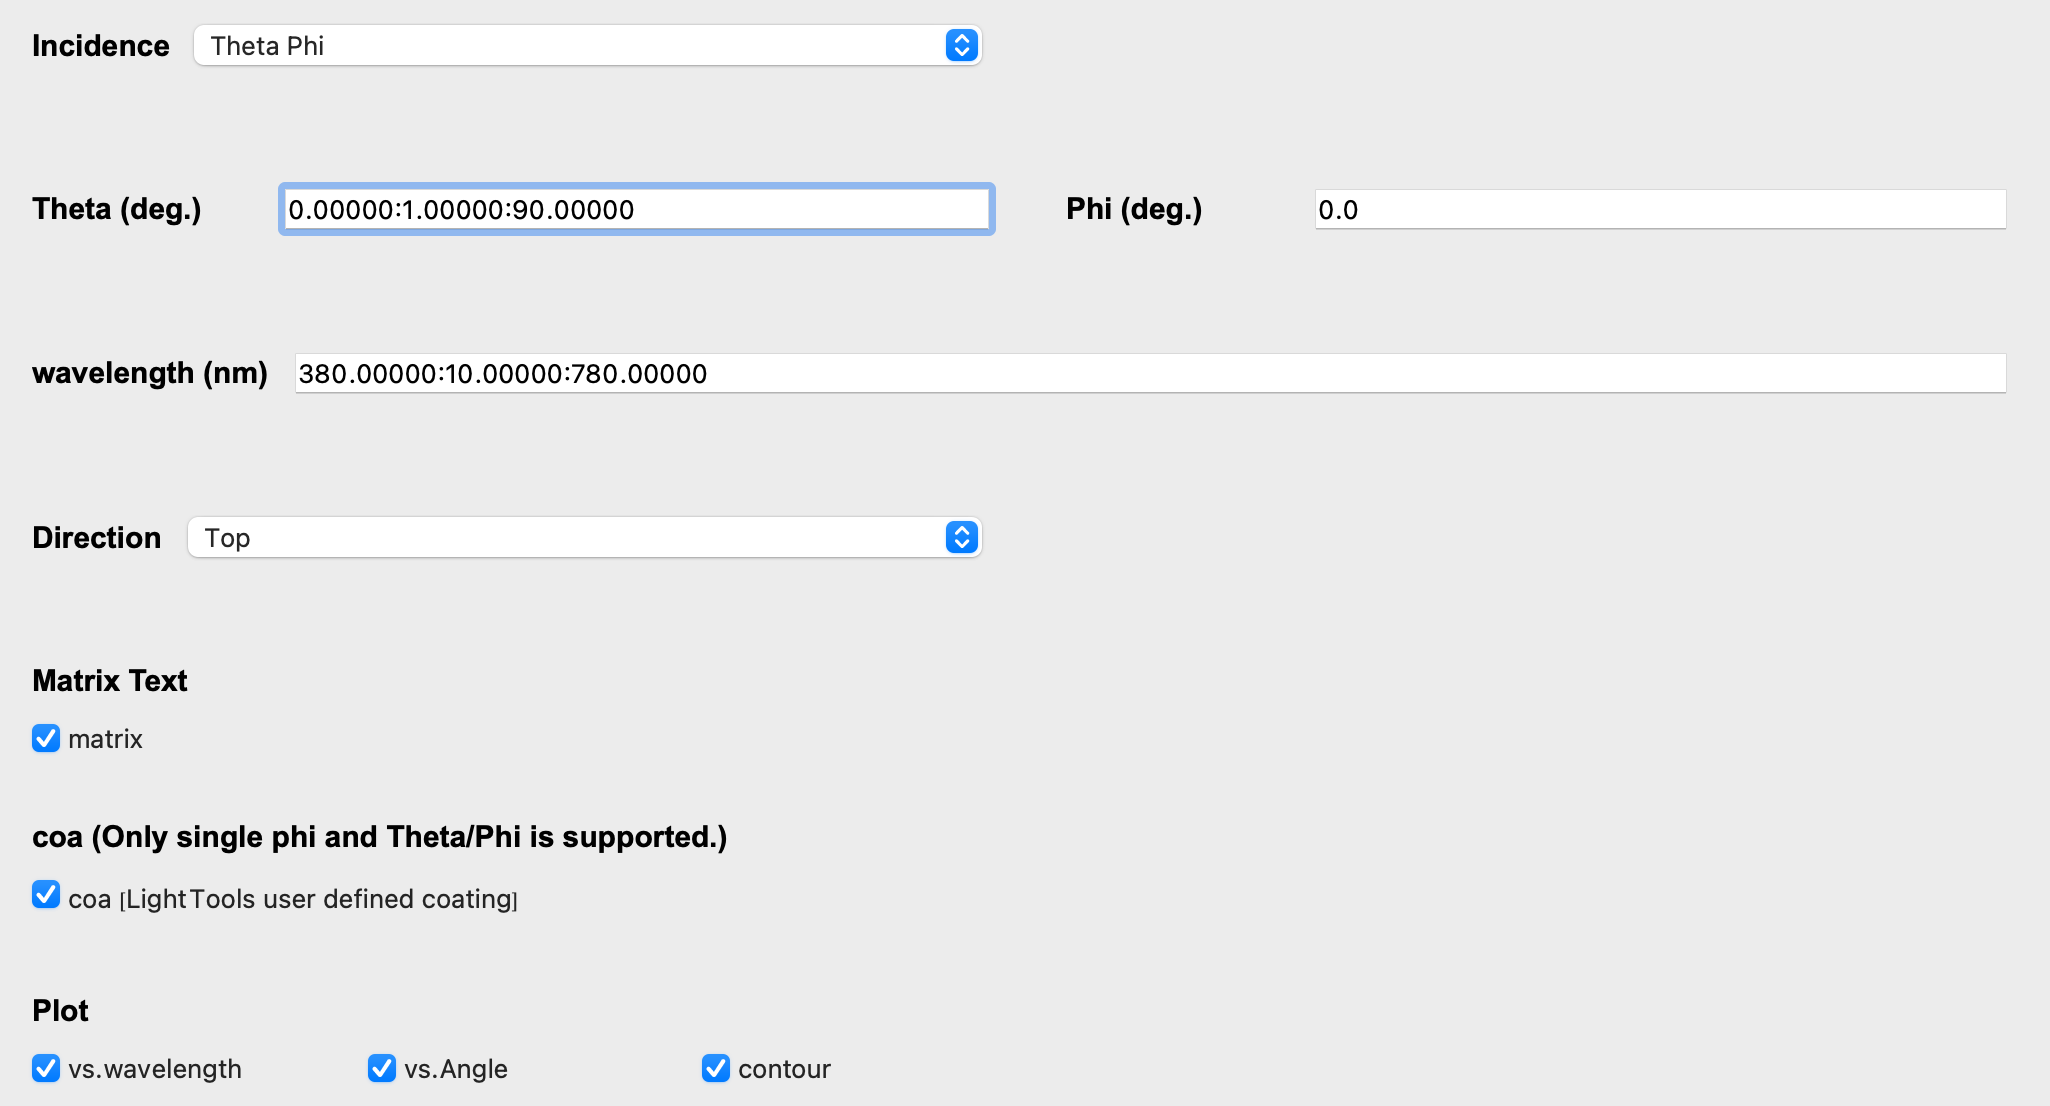 Incidence Theta Phi
Theta (deg.) 0.00000:1.00000:90.00000 Phi (deg.) 0.0
wavelength (nm) 380.00000:10.00000:780.00000
Direction Top
Matrix Text
matrix
coa (Only single phi and Theta/Phi is supported.)
coa [LightTools user defined coating]
Plot
vs.wavelength vs.Angle contour